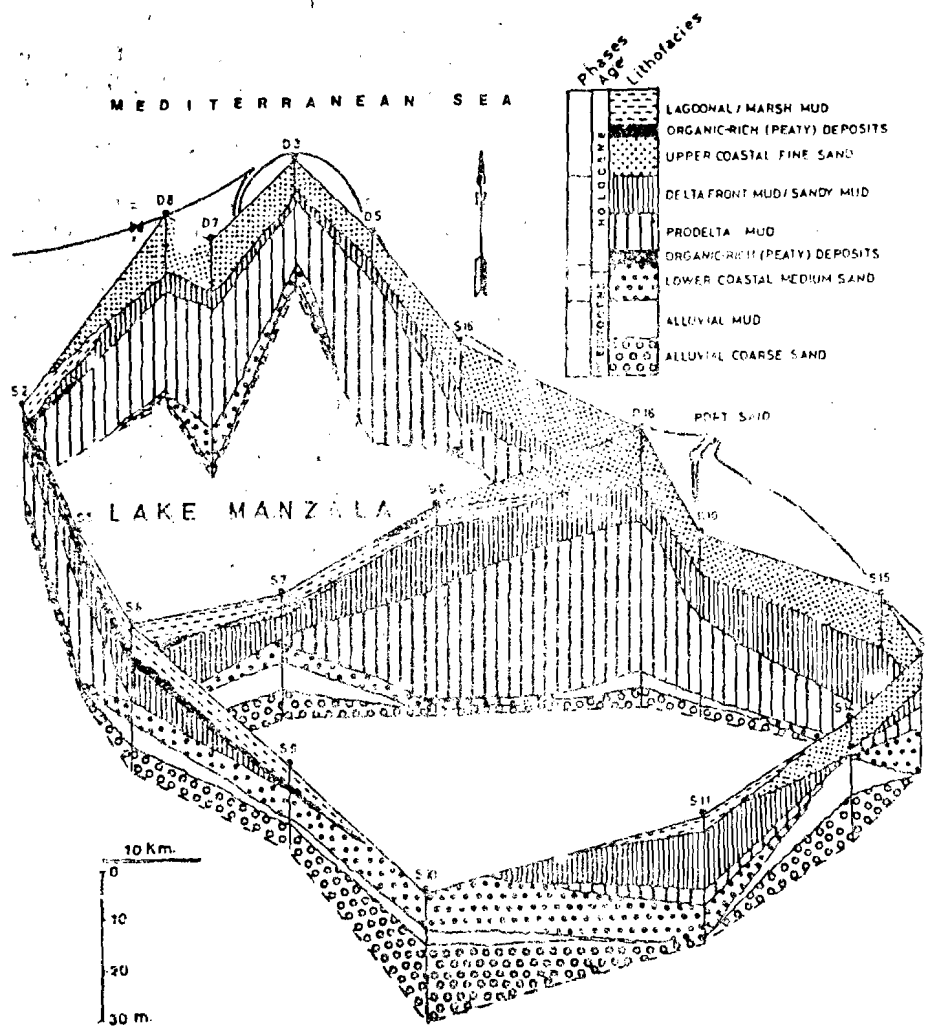 Phases
Age
Lithofacies
MEDITERRANEAN SEA
LAGOONAL / MARSH MUD
ORGANIC-RICH (PEATY) DEPOSITS
UPPER COASTAL FINE SAND
DELTA FRONT MUD / SANDY MUD
PRODELTA MUD
ORGANIC-RICH (PEATY) DEPOSITS
LOWER COASTAL MEDIUM SAND
ALLUVIAL MUD
ALLUVIAL COARSE SAND
HOLOCENE
D3
D8
D7
D5
S16
S2
D16
PORT SAID
LAKE MANZALA
S7
S15
S6
S9
S11
S10
10 Km.
0
10
20
30 m.